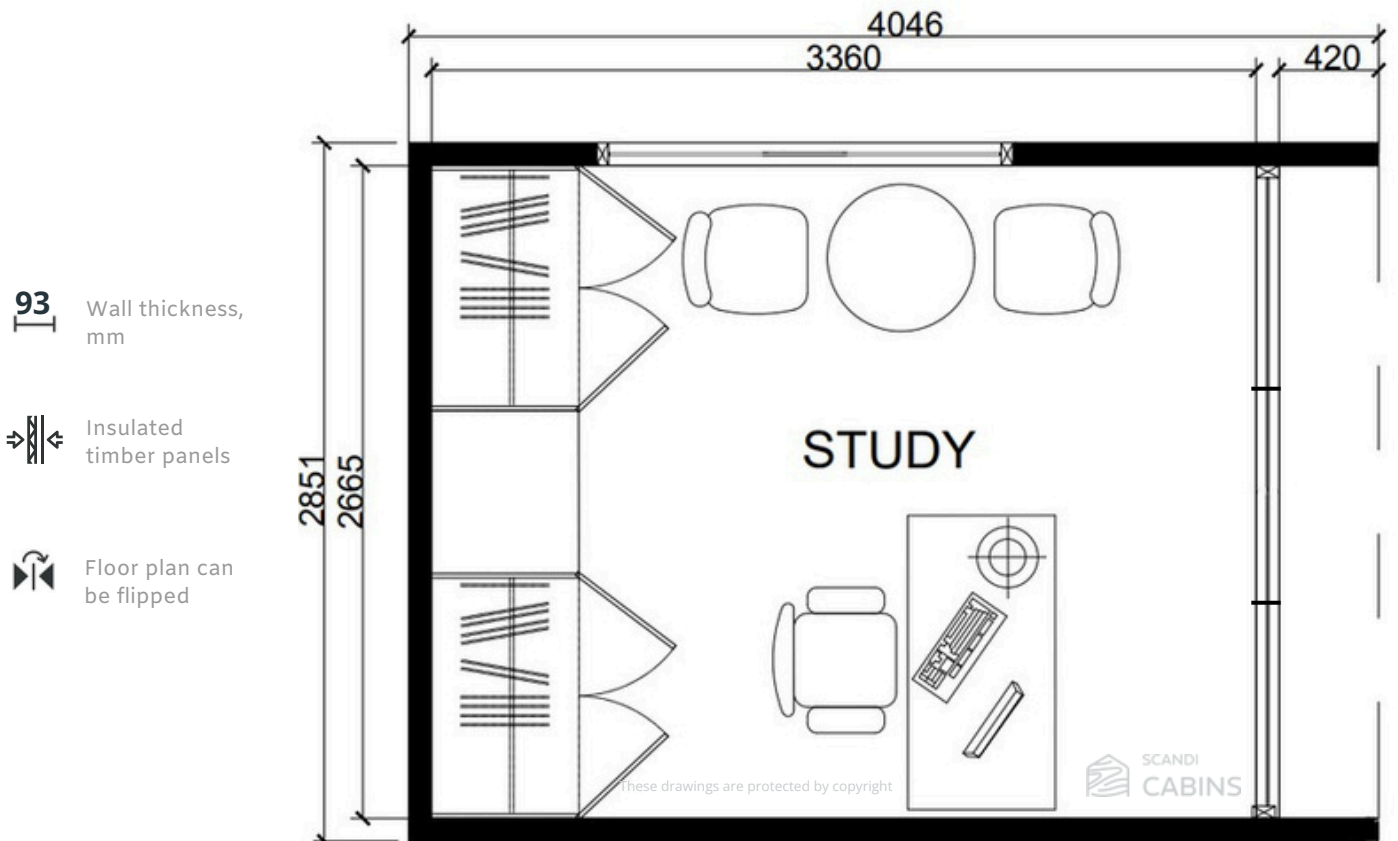 4046
3360
420
93
Wall thickness,
mm
Insulated
timber panels
Floor plan can
be flipped
2851
2665
STUDY
These drawings are protected by copyright
SCANDI
CABINS